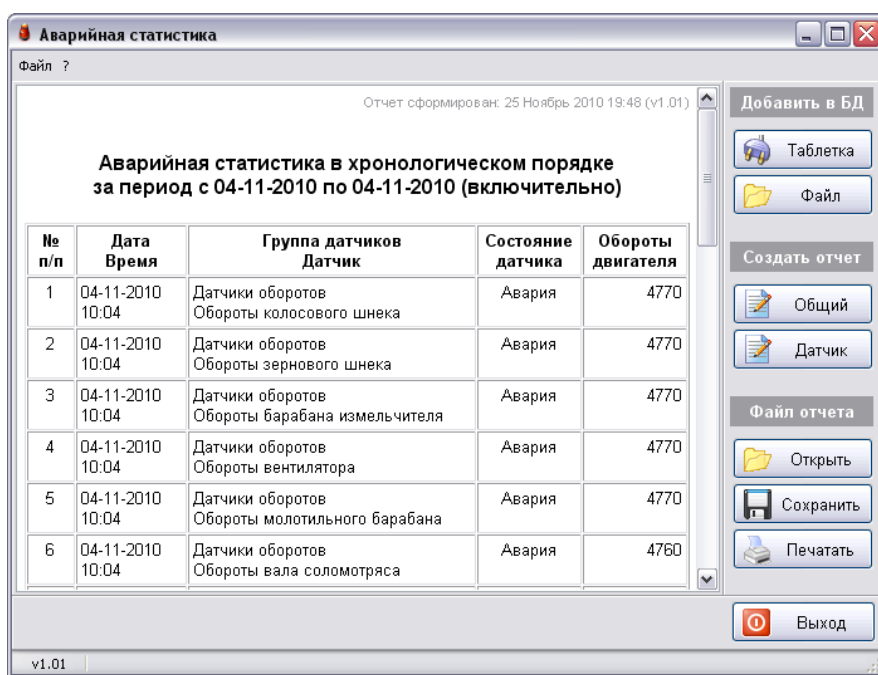 Аварийная статистика
Файл ?
Отчет сформирован: 25 Ноябрь 2010 19:48 (v1.01)
Аварийная статистика в хронологическом порядке
за период с 04-11-2010 по 04-11-2010 (включительно)
№ п/п Дата Время Группа датчиков Датчик Состояние датчика Обороты двигателя
1 04-11-2010 10:04 Датчики оборотов Обороты колосового шнека Авария 4770
2 04-11-2010 10:04 Датчики оборотов Обороты зернового шнека Авария 4770
3 04-11-2010 10:04 Датчики оборотов Обороты барабана измельчителя Авария 4770
4 04-11-2010 10:04 Датчики оборотов Обороты вентилятора Авария 4770
5 04-11-2010 10:04 Датчики оборотов Обороты молотильного барабана Авария 4770
6 04-11-2010 10:04 Датчики оборотов Обороты вала соломотряса Авария 4760
Добавить в БД
Таблетка
Файл
Создать отчет
Общий
Датчик
Файл отчета
Открыть
Сохранить
Печатать
Выход
v1.01